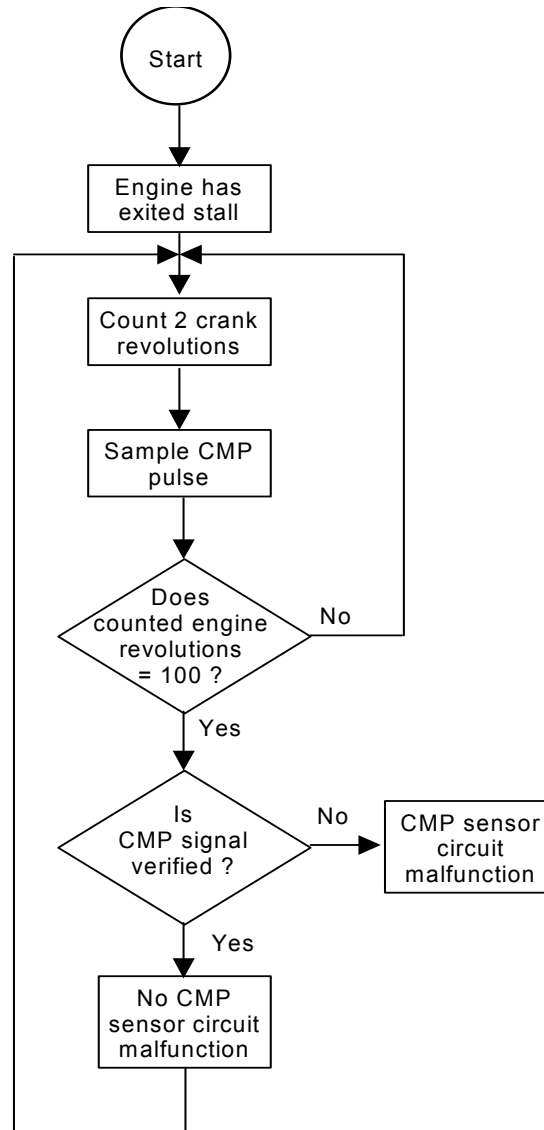 Start
Engine has
exited stall
Count 2 crank
revolutions
Sample CMP
pulse
Does
counted engine
revolutions
= 100 ?
No
Yes
Is
CMP signal
verified ?
No
CMP sensor
circuit
malfunction
Yes
No CMP
sensor circuit
malfunction